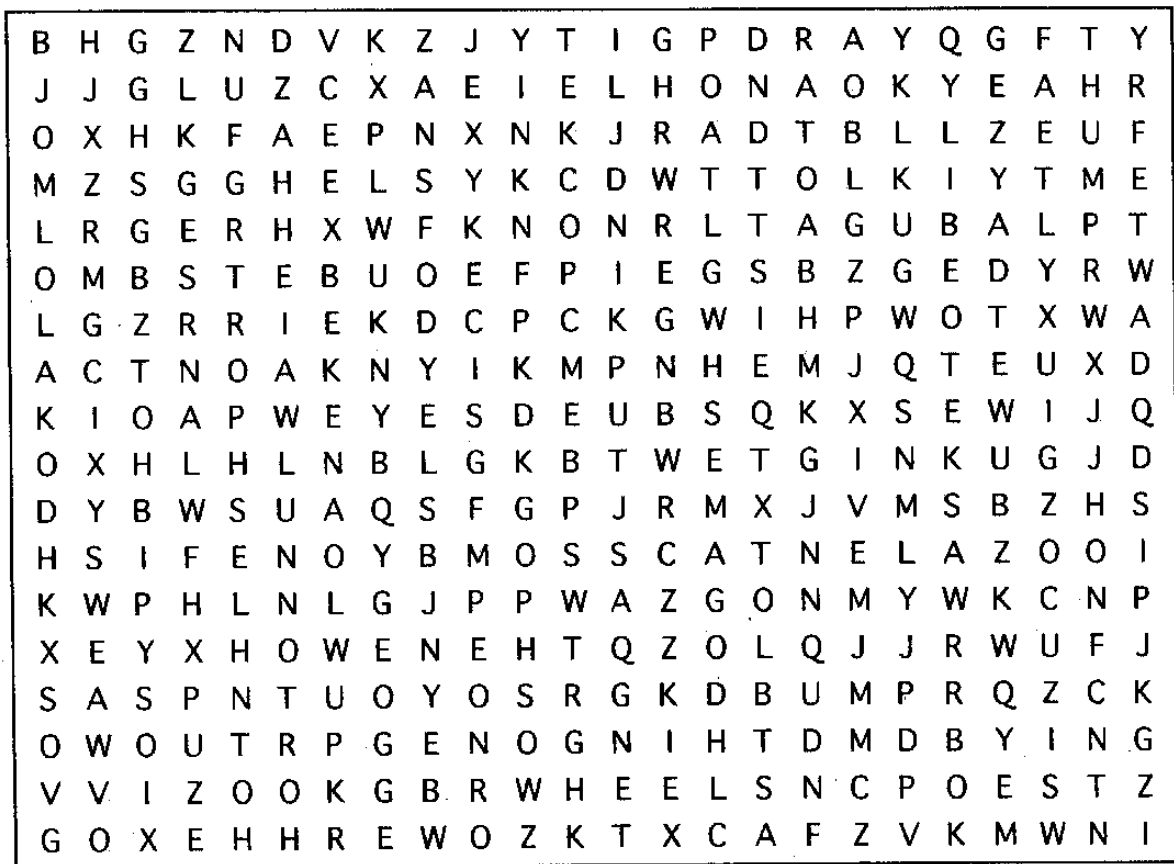 B H G Z N D V K Z J Y T I G P D R A Y Q G F T Y
J J G L U Z C X A E I E L H O N A O K Y E A H R
O X H K F A E P N X N K J R A D T B L L Z E U F
M Z S G G H E L S Y K C D W T T O L K I Y T M E
L R G E R H X W F K N O N R L T A G U B A L P T
O M B S T E B U O E F P I E G S B Z G E D Y R W
L G Z R R I E K D C P C K G W I H P W O T X W A
A C T N O A K N Y I K M P N H E M J Q T E U X D
K I O A P W E Y E S D E U B S Q K X S E W I J Q
O X H L H L N B L G K B T W E T G I N K U G J D
D Y B W S U A Q S F G P J R M X J V M S B Z H S
H S I F E N O Y B M O S S C A T N E L A Z O O I
K W P H L N L G J P P W A Z G O N M Y W K C N P
X E Y X H O W E N E H T Q Z O L Q J J R W U F J
S A S P N T U O Y O S R G K D B U M P R Q Z C K
O W O U T R P G E N O G N I H T D M D B Y I N G
V V I Z O O K G B R W H E E L S N C P O E S T Z
G O X E H H R E W O Z K T X C A F Z V K M W N I